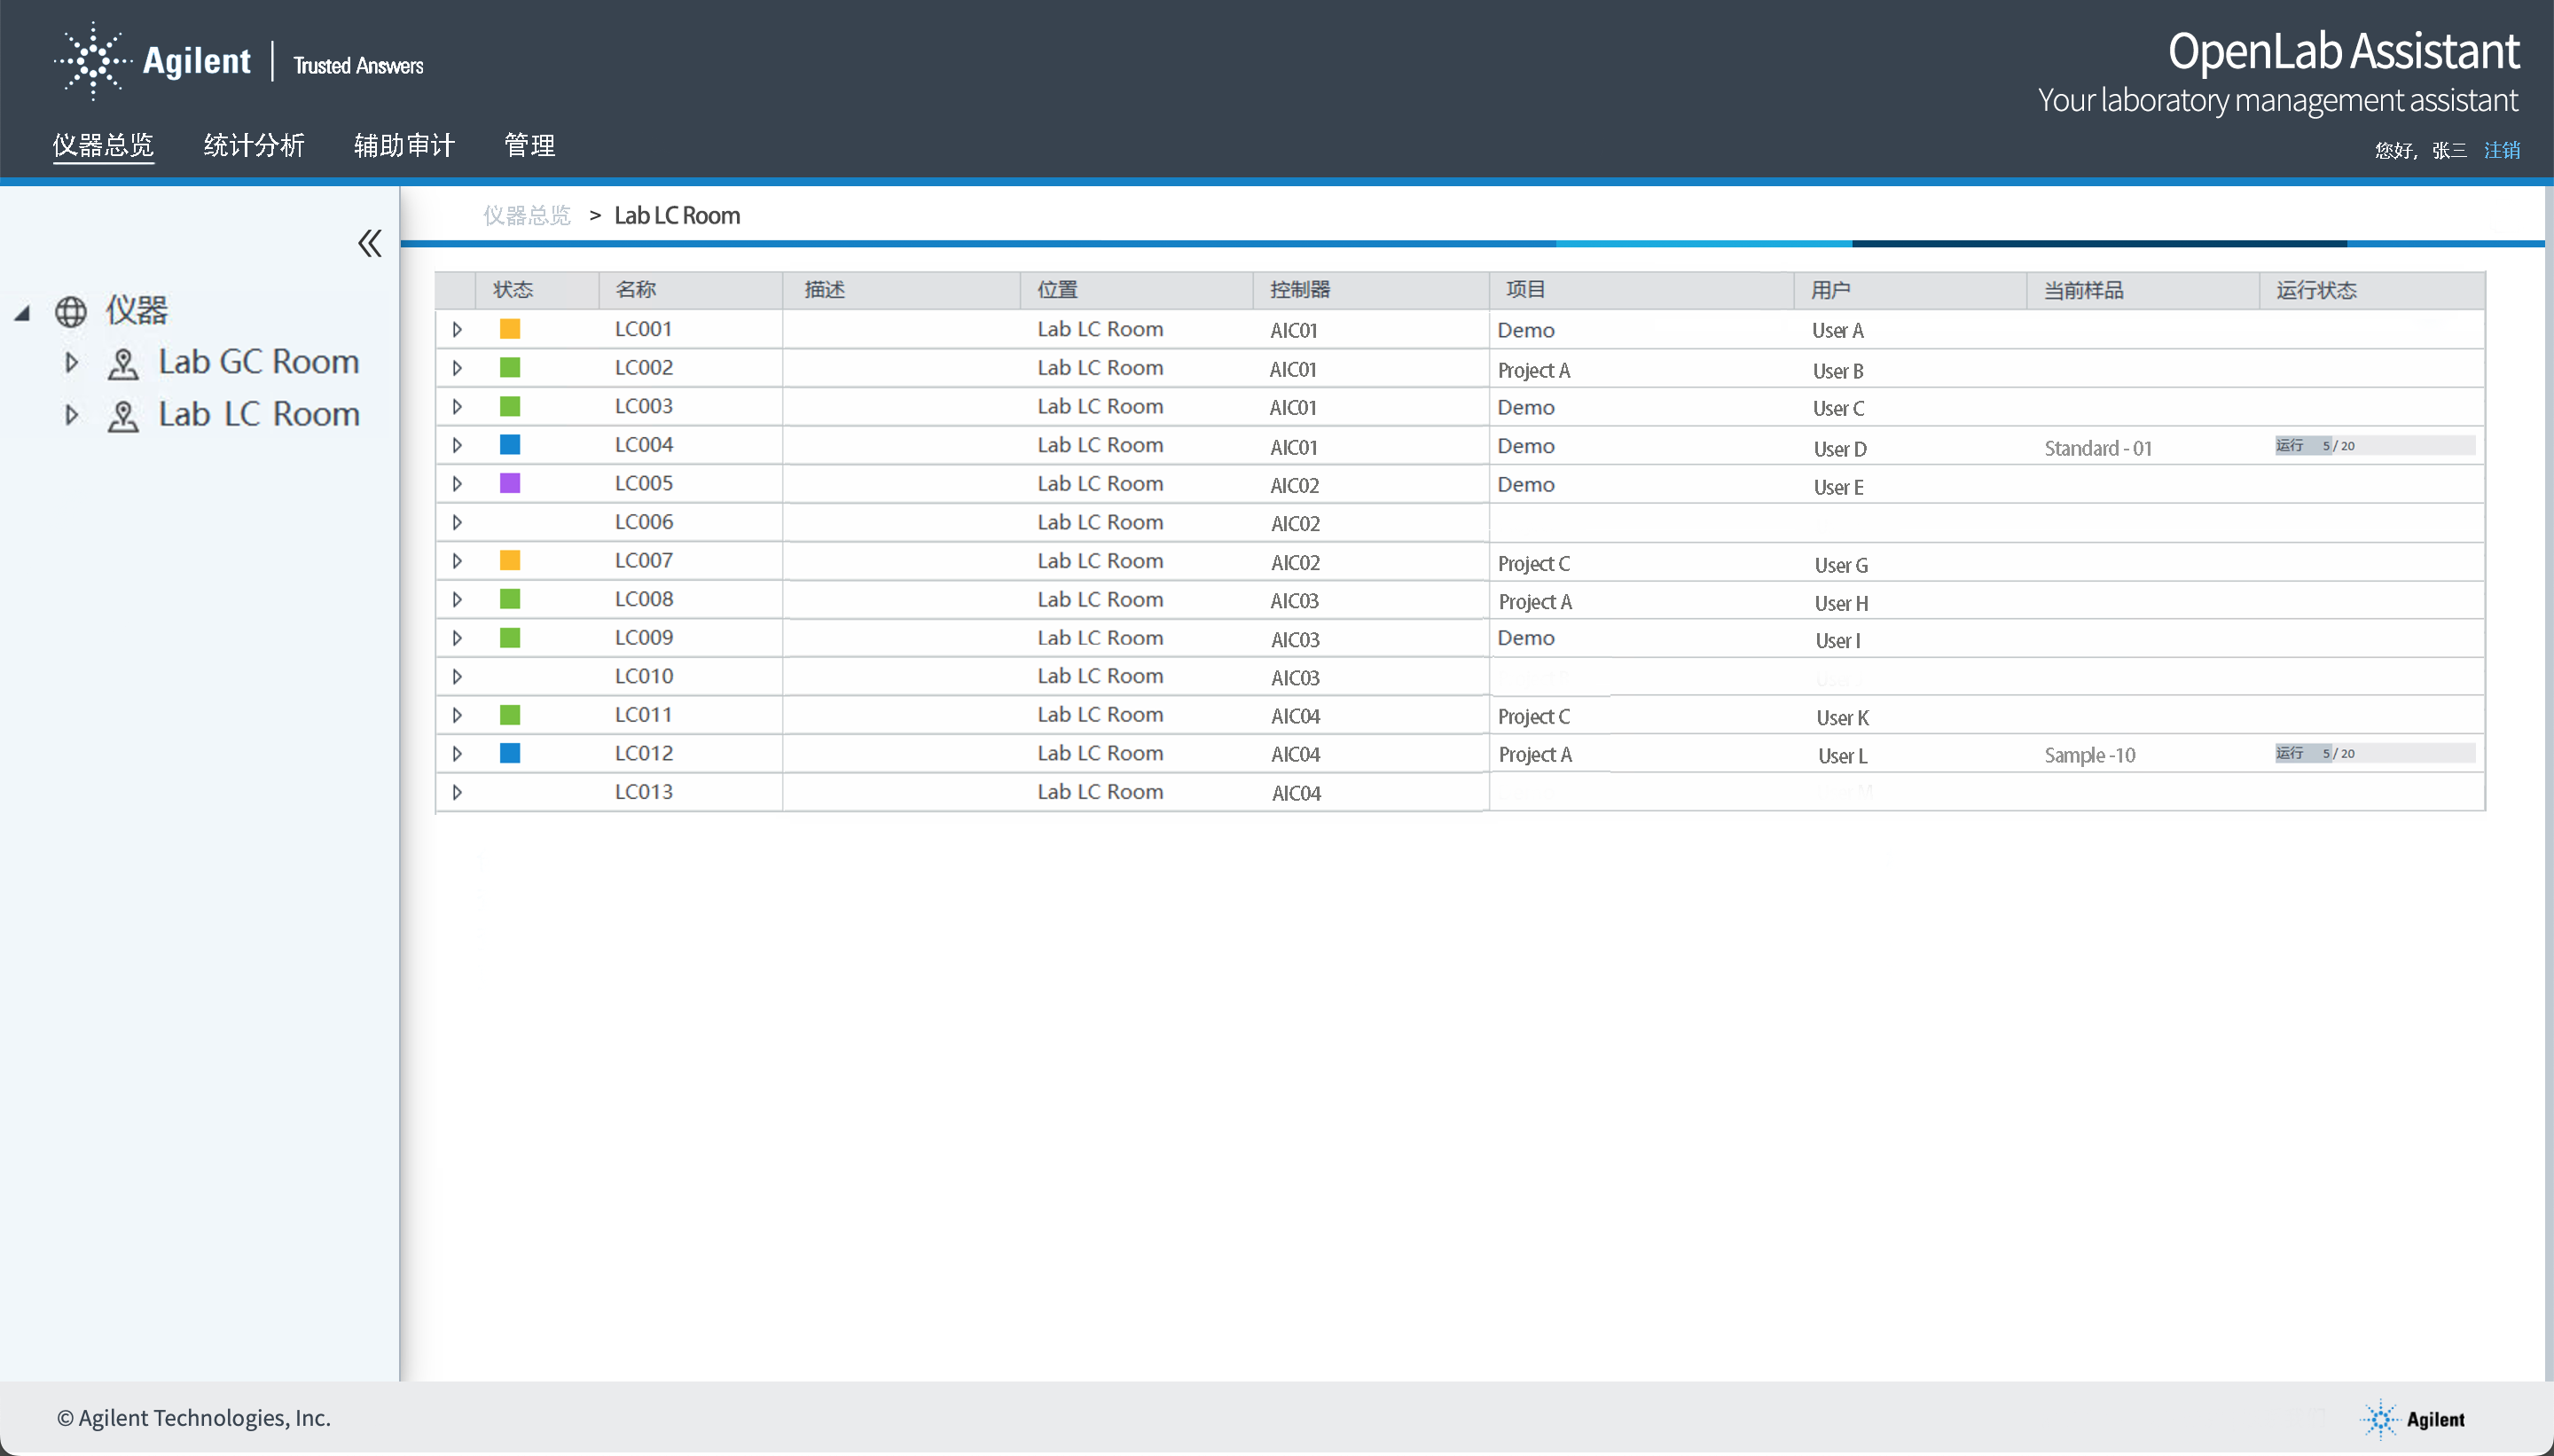 Agilent | Trusted Answers
OpenLab Assistant
Your laboratory management assistant
仪器总览 统计分析 辅助审计 管理
您好, 张三 注销
仪器总览 > Lab LC Room
仪器
Lab GC Room
Lab LC Room
状态 名称 描述 位置 控制器 项目 用户 当前样品 运行状态
LC001 Lab LC Room AIC01 Demo User A
LC002 Lab LC Room AIC01 Project A User B
LC003 Lab LC Room AIC01 Demo User C
LC004 Lab LC Room AIC01 Demo User D Standard - 01 运行 5 / 20
LC005 Lab LC Room AIC02 Demo User E
LC006 Lab LC Room AIC02
LC007 Lab LC Room AIC02 Project C User G
LC008 Lab LC Room AIC03 Project A User H
LC009 Lab LC Room AIC03 Demo User I
LC010 Lab LC Room AIC03
LC011 Lab LC Room AIC04 Project C User K
LC012 Lab LC Room AIC04 Project A User L Sample -10 运行 5 / 20
LC013 Lab LC Room AIC04
© Agilent Technologies, Inc.
Agilent